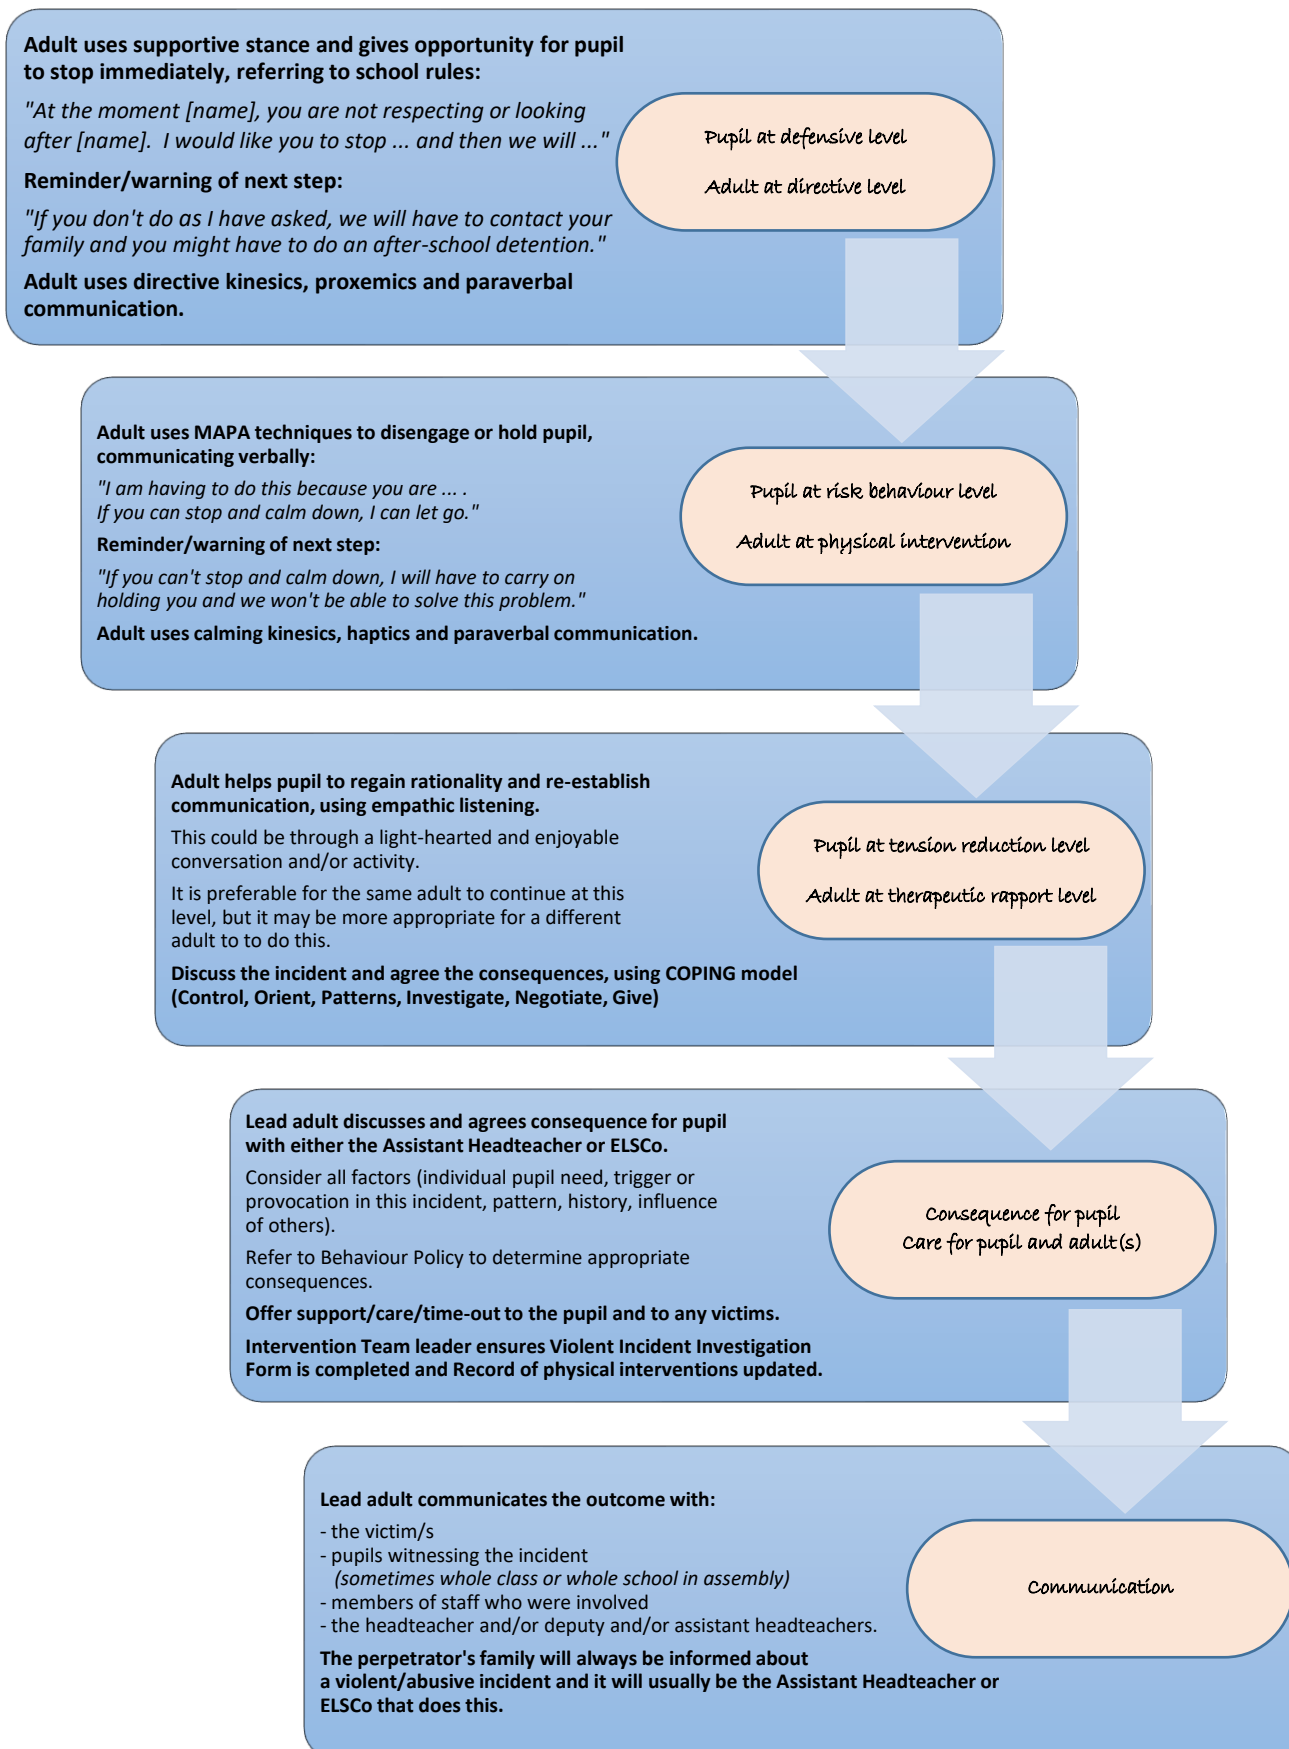 Adult uses supportive stance and gives opportunity for pupil
to stop immediately, referring to school rules:
"At the moment [name], you are not respecting or looking
after [name].  I would like you to stop ... and then we will ..."
Reminder/warning of next step:
"If you don't do as I have asked, we will have to contact your
family and you might have to do an after-school detention."
Adult uses directive kinesics, proxemics and paraverbal
communication.
Pupil at defensive level
Adult at directive level
Adult uses MAPA techniques to disengage or hold pupil,
communicating verbally:
"I am having to do this because you are ... .
If you can stop and calm down, I can let go."
Reminder/warning of next step:
"If you can't stop and calm down, I will have to carry on
holding you and we won't be able to solve this problem."
Adult uses calming kinesics, haptics and paraverbal communication.
Pupil at risk behaviour level
Adult at physical intervention
Adult helps pupil to regain rationality and re-establish
communication, using empathic listening.
This could be through a light-hearted and enjoyable
conversation and/or activity.
It is preferable for the same adult to continue at this
level, but it may be more appropriate for a different
adult to to do this.
Discuss the incident and agree the consequences, using COPING model
(Control, Orient, Patterns, Investigate, Negotiate, Give)
Pupil at tension reduction level
Adult at therapeutic rapport level
Lead adult discusses and agrees consequence for pupil
with either the Assistant Headteacher or ELSCo.
Consider all factors (individual pupil need, trigger or
provocation in this incident, pattern, history, influence
of others).
Refer to Behaviour Policy to determine appropriate
consequences.
Offer support/care/time-out to the pupil and to any victims.
Intervention Team leader ensures Violent Incident Investigation
Form is completed and Record of physical interventions updated.
Consequence for pupil
Care for pupil and adult(s)
Lead adult communicates the outcome with:
- the victim/s
- pupils witnessing the incident
(sometimes whole class or whole school in assembly)
- members of staff who were involved
- the headteacher and/or deputy and/or assistant headteachers.
The perpetrator's family will always be informed about
a violent/abusive incident and it will usually be the Assistant Headteacher or
ELSCo that does this.
Communication